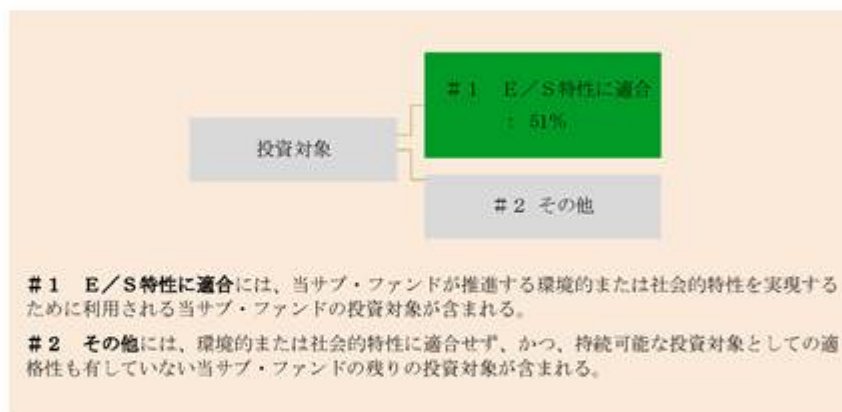 #1 E/S特性に適合
: 51%
投資対象
#2 その他
#1 E/S特性に適合には、当サブ・ファンドが推進する環境的または社会的特性を実現する
ために利用される当サブ・ファンドの投資対象が含まれる。
#2 その他には、環境的または社会的特性に適合せず、かつ、持続可能な投資対象としての適
格性も有していない当サブ・ファンドの残りの投資対象が含まれる。